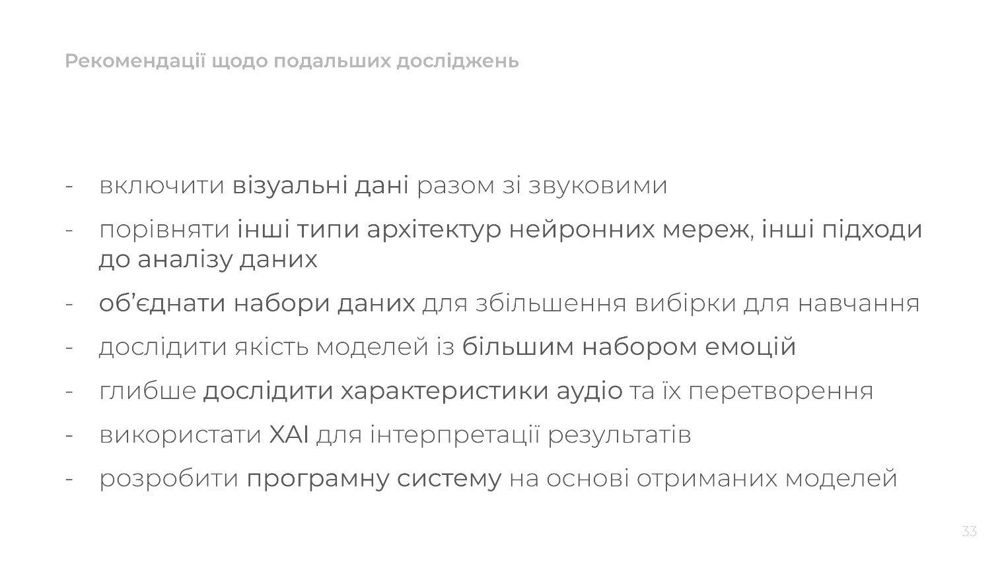 Рекомендації щодо подальших досліджень
- включити візуальні дані разом зі звуковими
- порівняти інші типи архітектур нейронних мереж, інші підходи
до аналізу даних
- об’єднати набори даних для збільшення вибірки для навчання
- дослідити якість моделей із більшим набором емоцій
- глибше дослідити характеристики аудіо та їх перетворення
- використати XAI для інтерпретації результатів
- розробити програмну систему на основі отриманих моделей
33